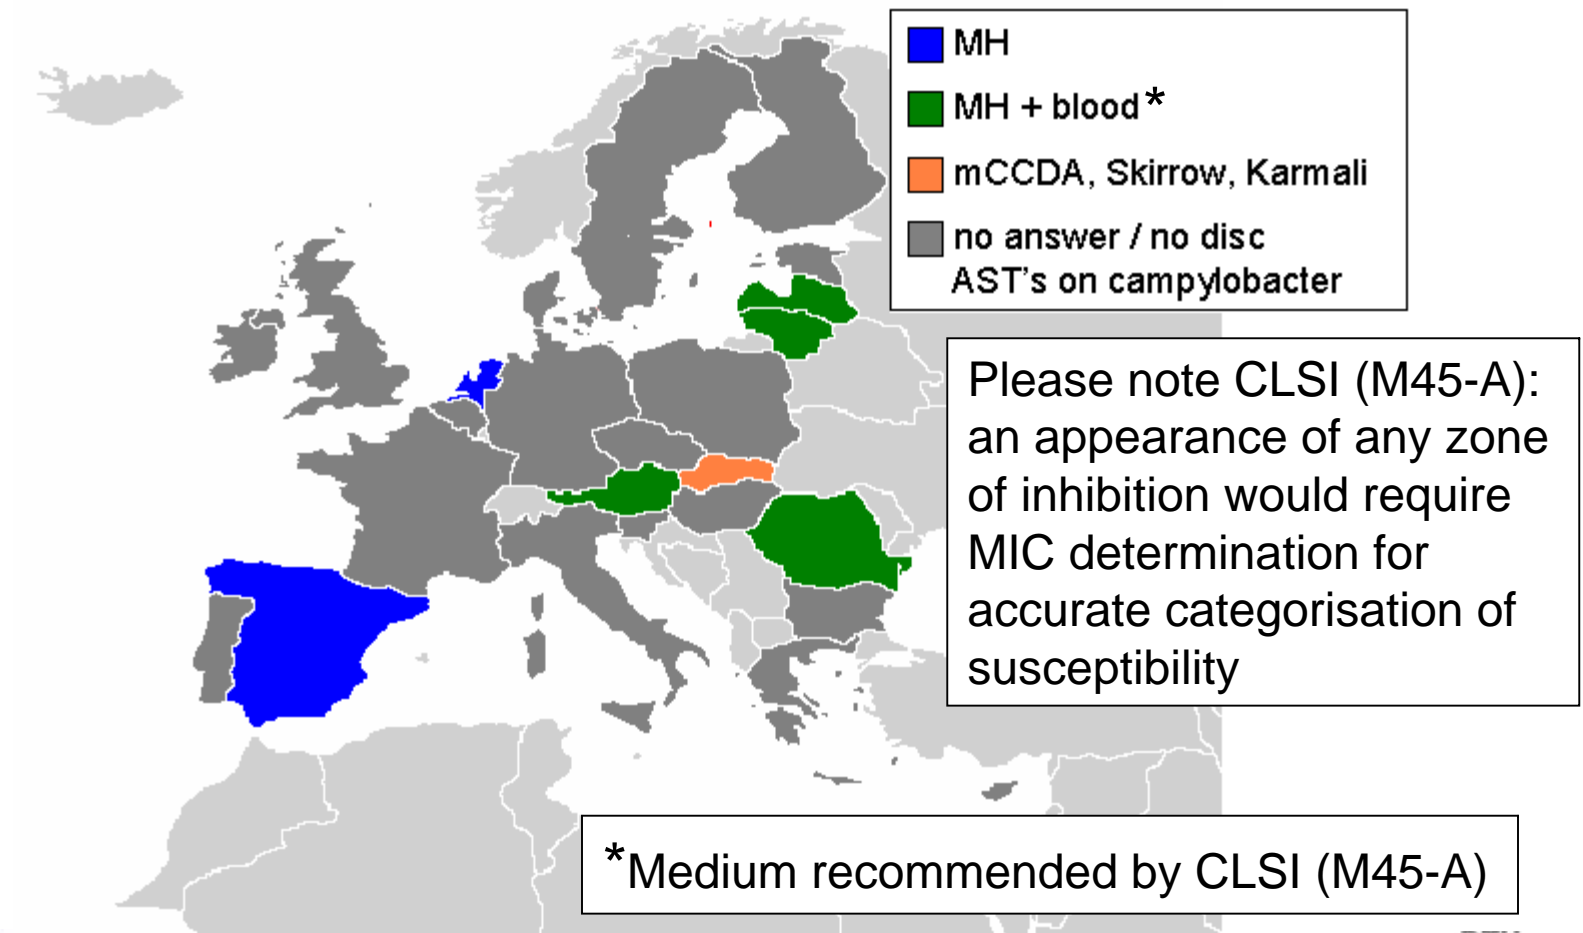 MH
MH + blood*
mCCDA, Skirrow, Karmali
no answer / no disc
AST's on campylobacter
Please note CLSI (M45-A):
an appearance of any zone
of inhibition would require
MIC determination for
accurate categorisation of
susceptibility
*Medium recommended by CLSI (M45-A)